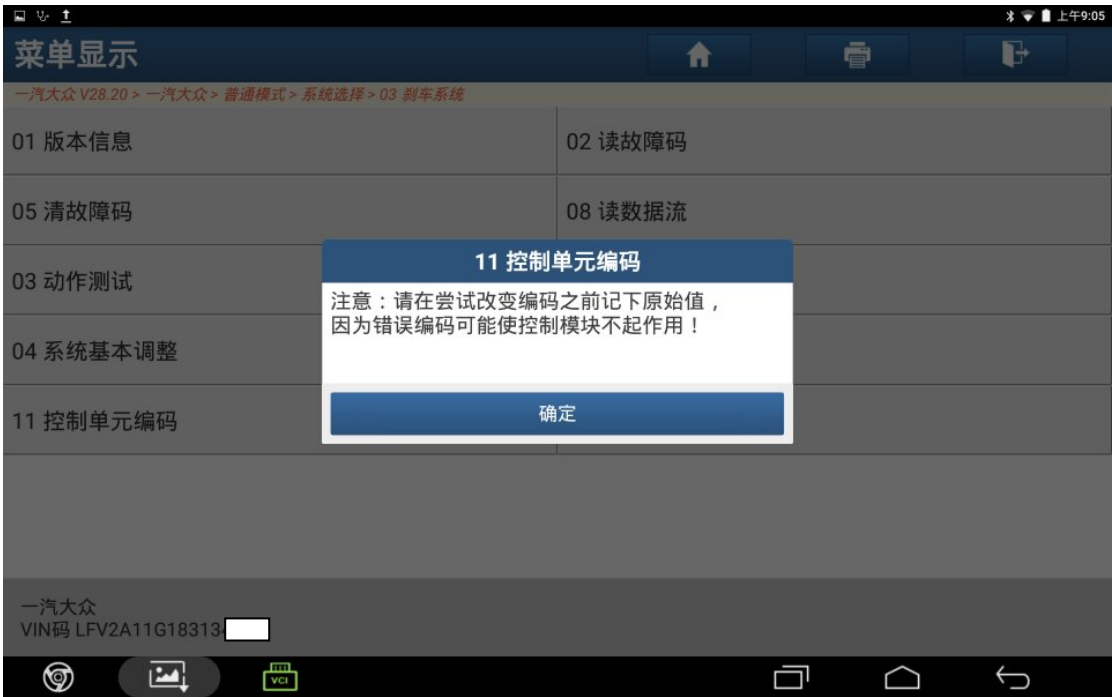 上午9:05
菜单显示
一汽大众 V28.20 > 一汽大众 > 普通模式 > 系统选择 > 03 刹车系统
01 版本信息
02 读故障码
05 清故障码
08 读数据流
03 动作测试
04 系统基本调整
11 控制单元编码
11 控制单元编码
注意：请在尝试改变编码之前记下原始值，
因为错误编码可能使控制模块不起作用！
确定
一汽大众
VIN码 LFV2A11G18313
VCI